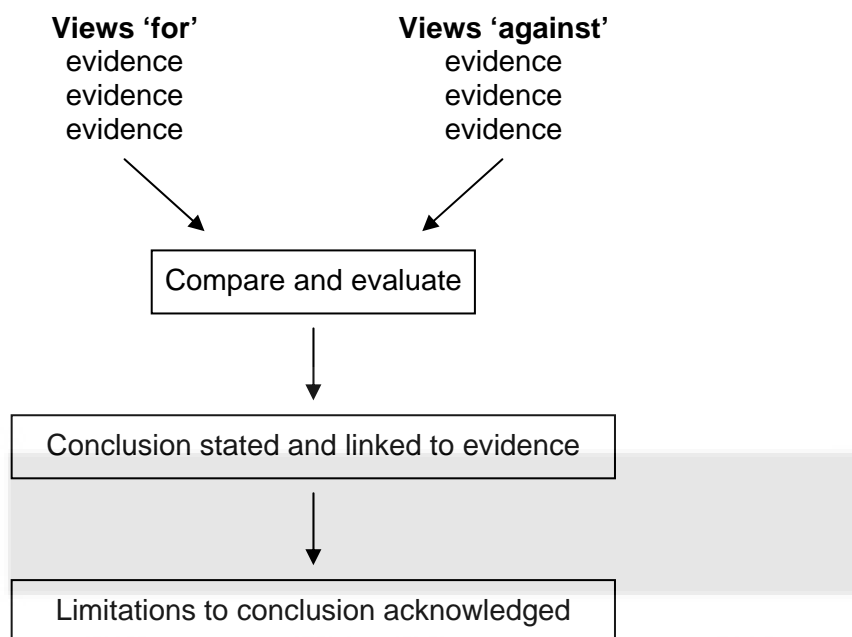 Views ‘for’
evidence
evidence
evidence
Views ‘against’
evidence
evidence
evidence
Compare and evaluate
Conclusion stated and linked to evidence
Limitations to conclusion acknowledged